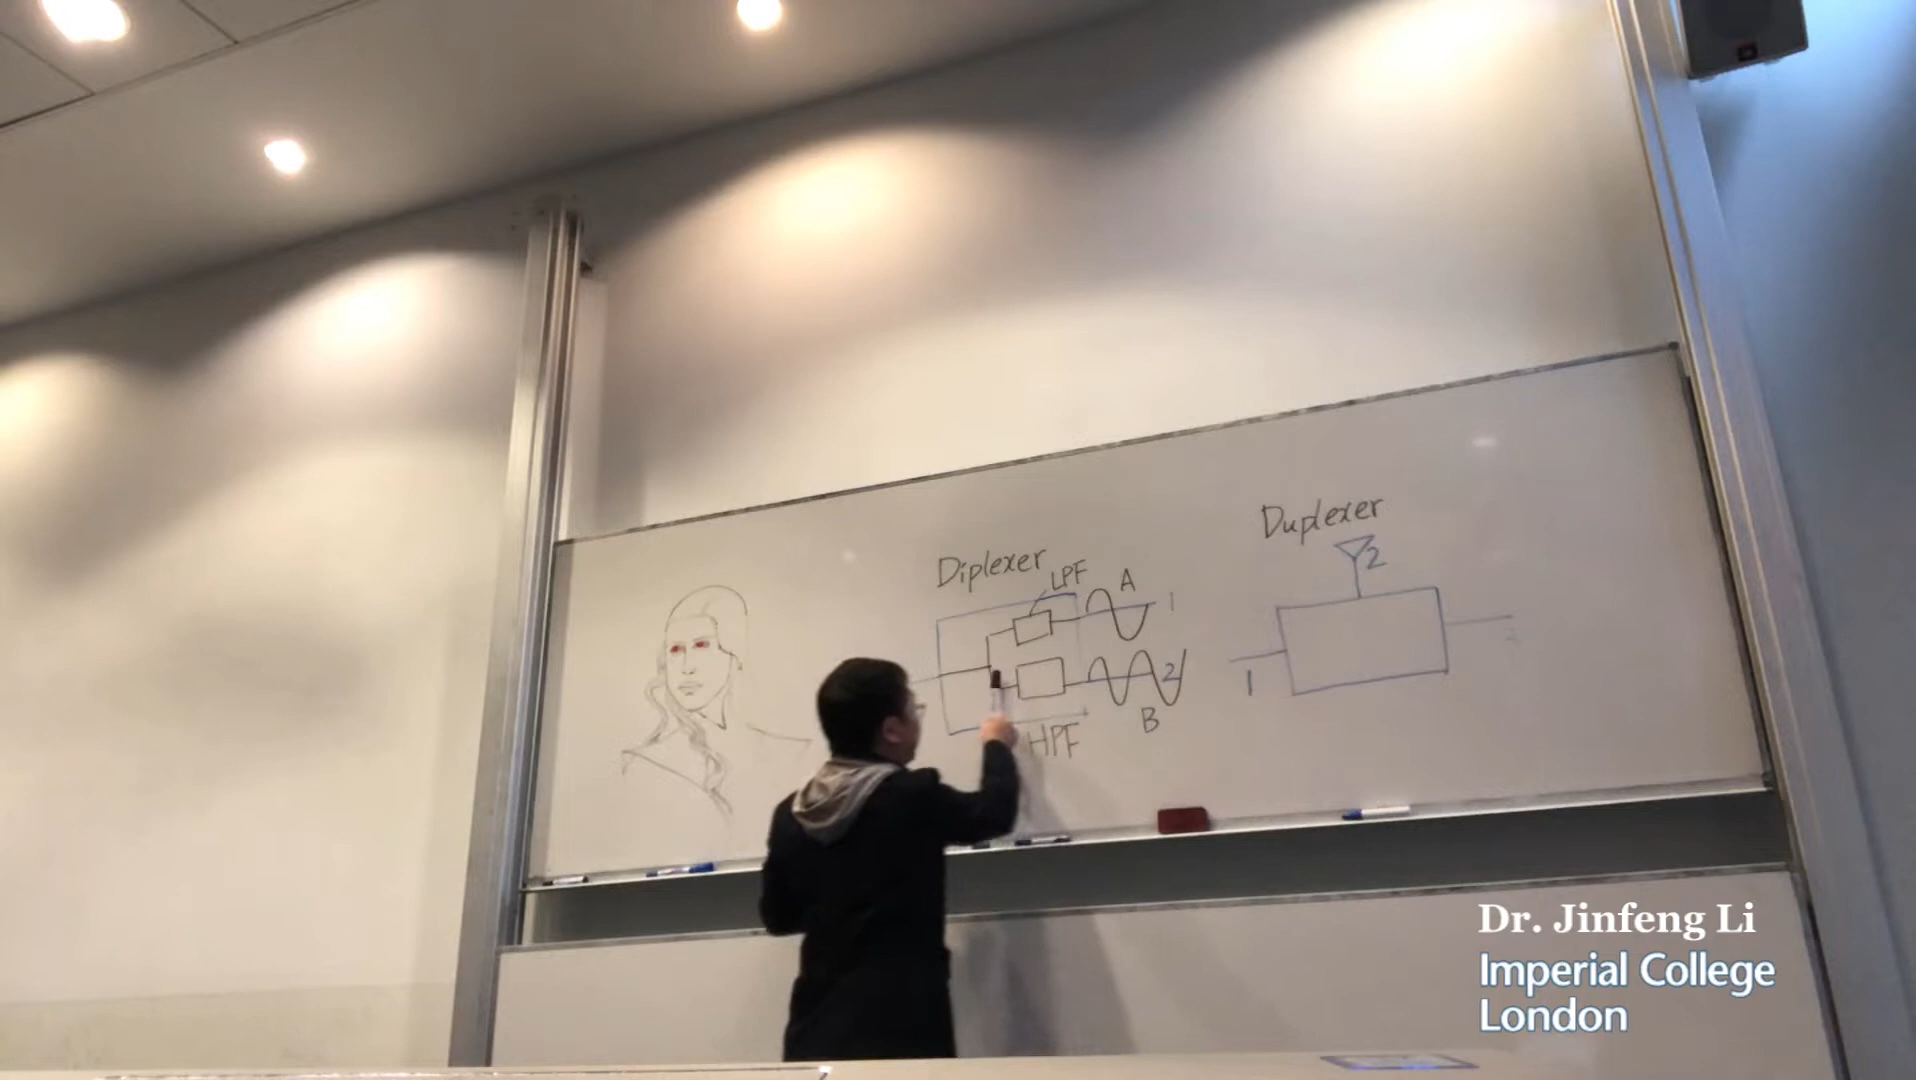 Diplexer
LPF
A
1
2
B
HPF
Duplexer
2
1
Dr. Jinfeng Li
Imperial College
London